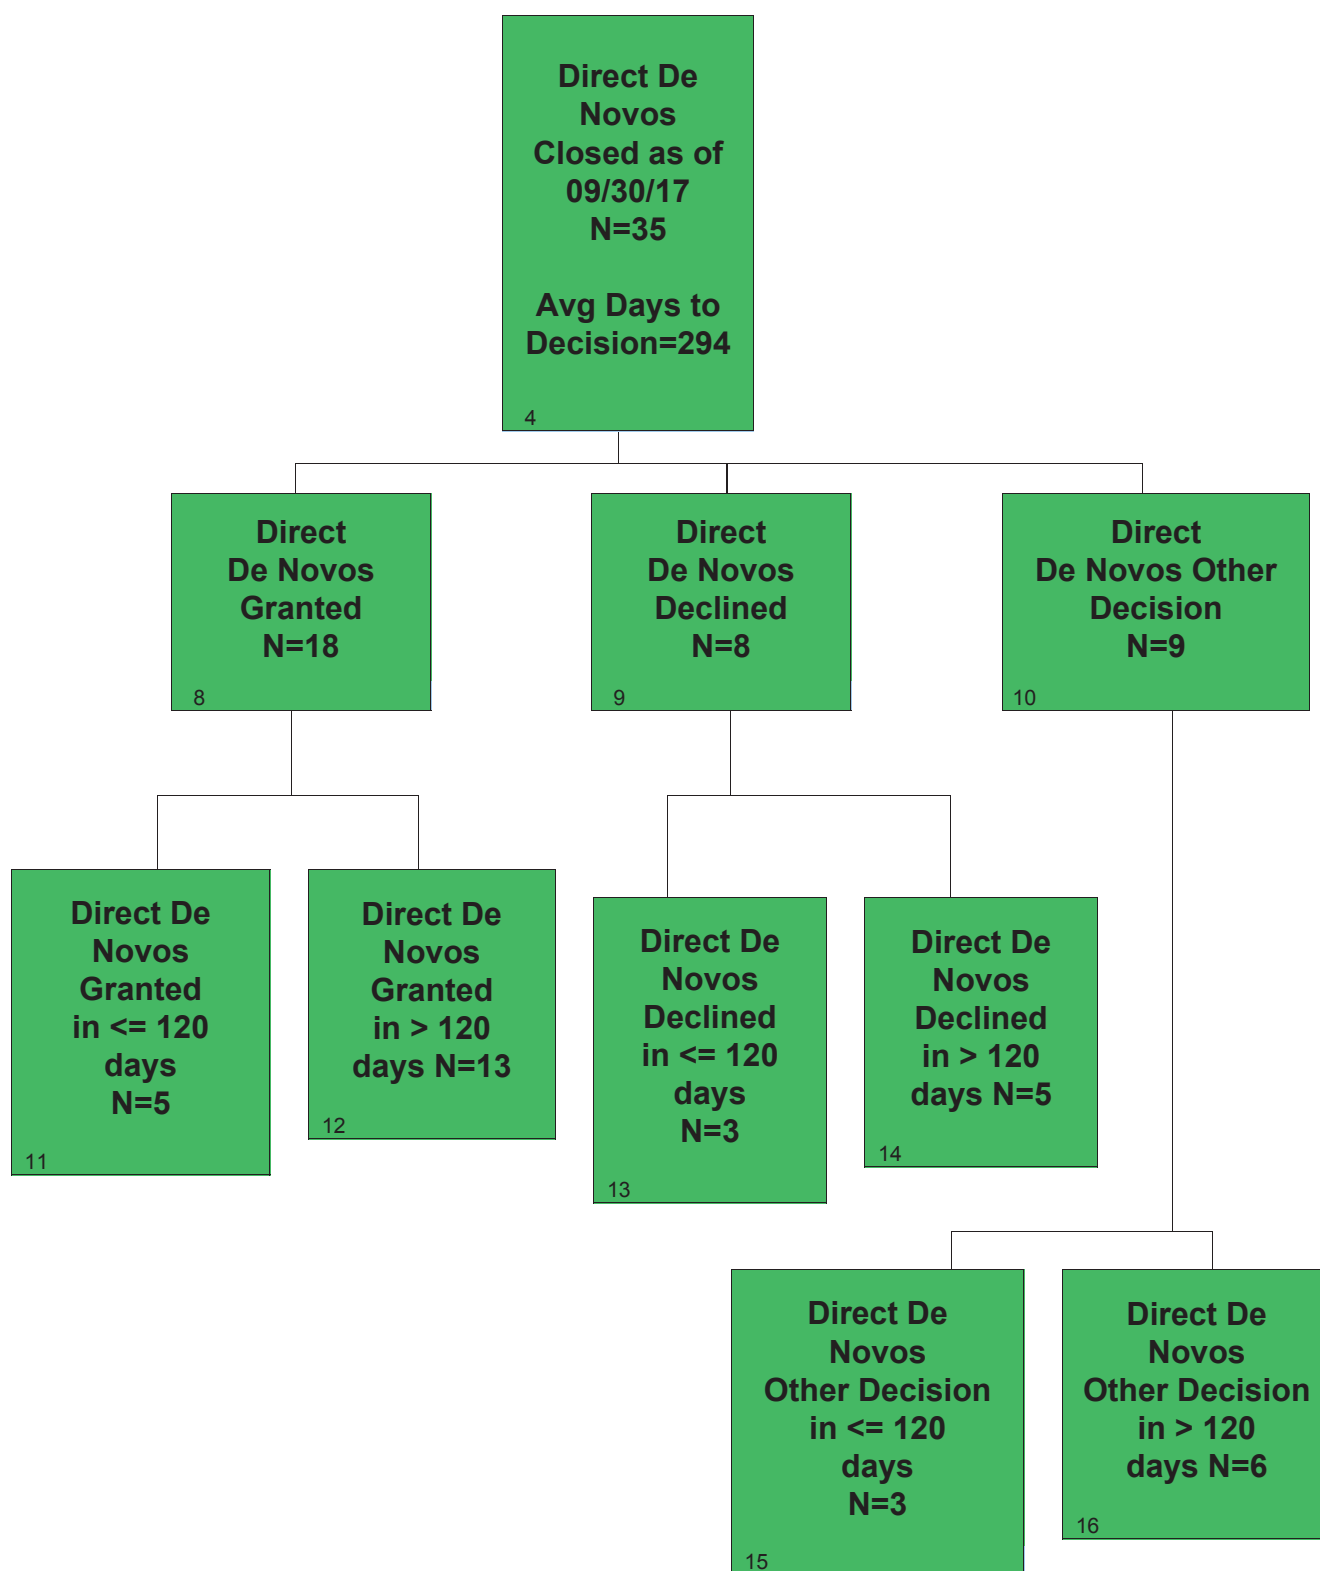 Direct De
Novos
Closed as of
09/30/17
N=35
Avg Days to
Decision=294
4
Direct
De Novos
Granted
N=18
8
Direct
De Novos
Declined
N=8
9
Direct
De Novos Other
Decision
N=9
10
Direct De
Novos
Granted
in <= 120
days
N=5
11
Direct De
Novos
Granted
in > 120
days N=13
12
Direct De
Novos
Declined
in <= 120
days
N=3
13
Direct De
Novos
Declined
in > 120
days N=5
14
Direct De
Novos
Other Decision
in <= 120
days
N=3
15
Direct De
Novos
Other Decision
in > 120
days N=6
16